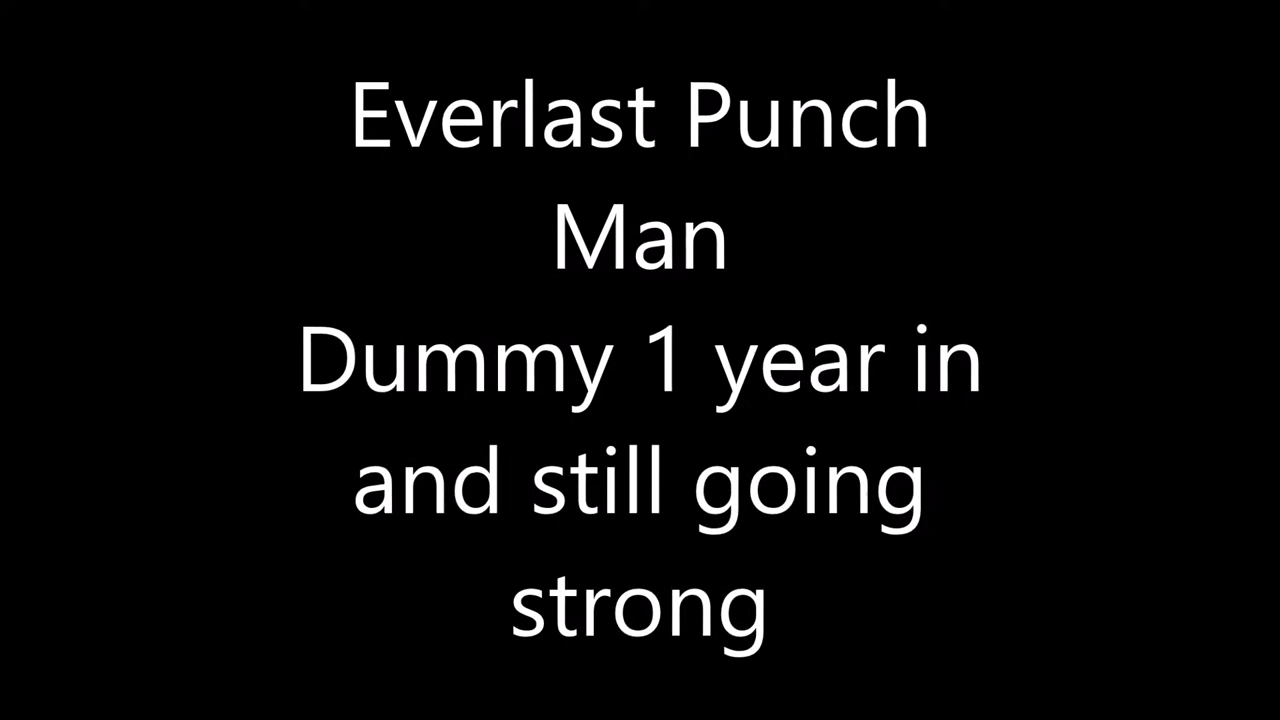 Everlast Punch
Man
Dummy 1 year in
and still going
strong